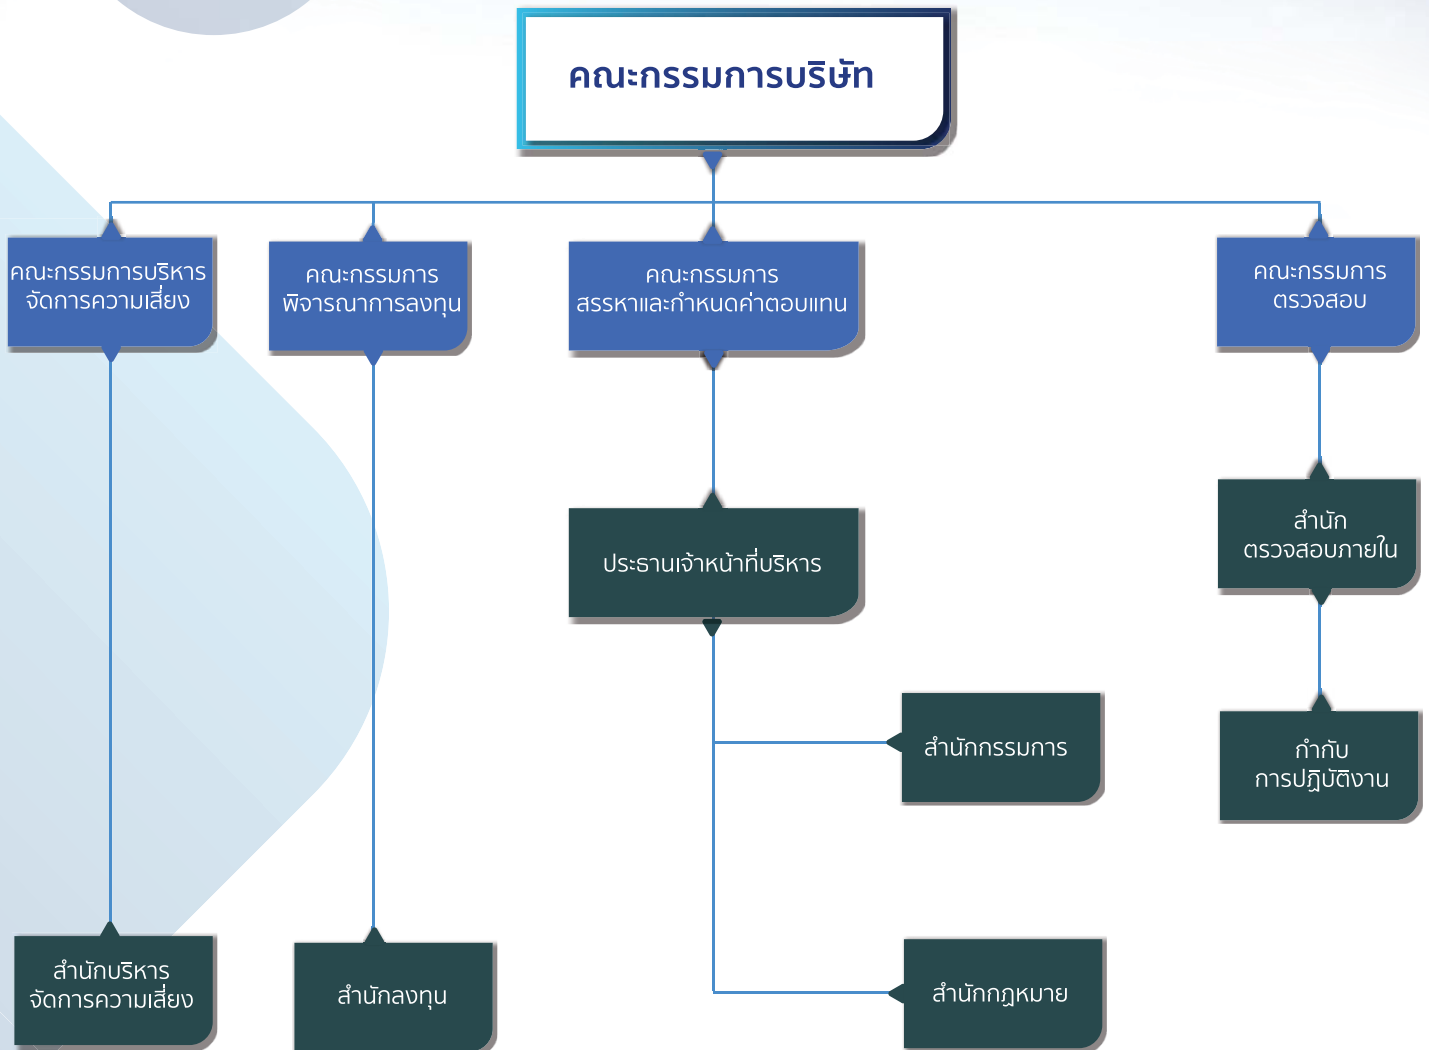 คณะกรรมการบริษัท
คณะกรรมการบริหาร
จัดการความเสี่ยง
คณะกรรมการ
พิจารณาการลงทุน
คณะกรรมการ
สรรหาและกำหนดค่าตอบแทน
คณะกรรมการ
ตรวจสอบ
ประธานเจ้าหน้าที่บริหาร
สำนัก
ตรวจสอบภายใน
สำนักกรรมการ
กำกับ
การปฏิบัติงาน
สำนักบริหาร
จัดการความเสี่ยง
สำนักลงทุน
สำนักกฎหมาย